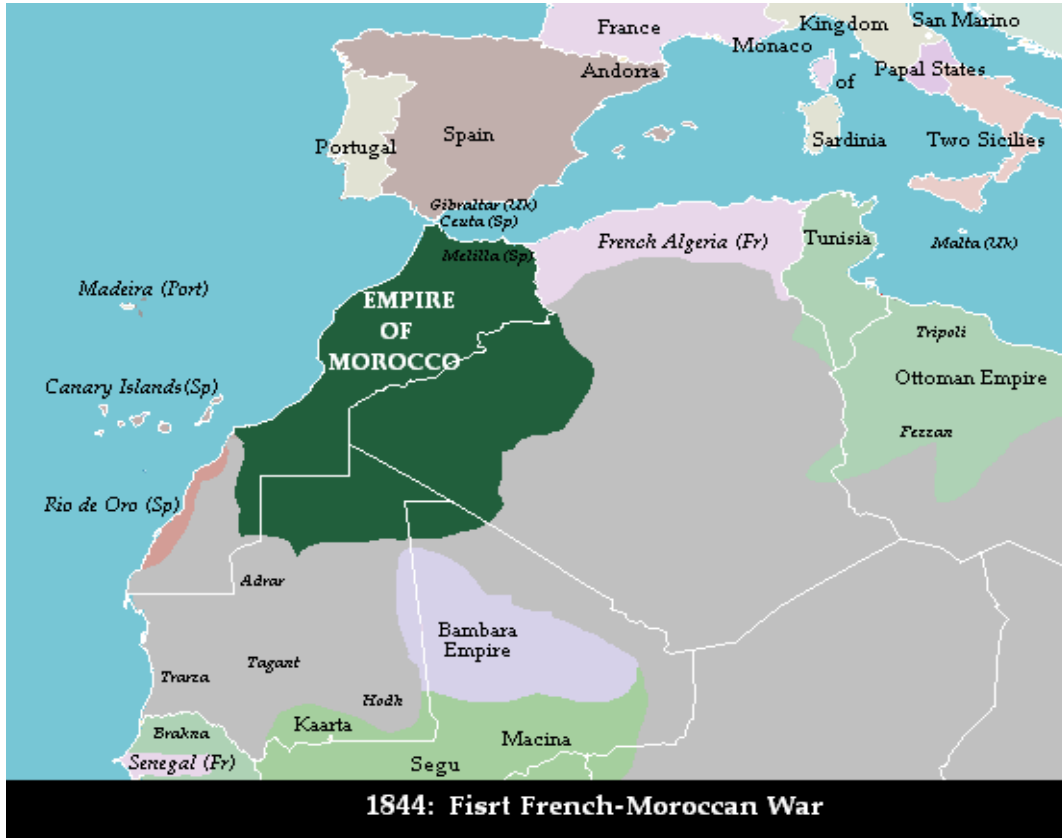 France
Kingdom
San Marino
Monaco
Andorra
of
Papal States
Portugal
Spain
Sardinia
Two Sicilies
Gibraltar (Uk)
Ceuta (Sp)
Melilla (Sp)
French Algeria (Fr)
Tunisia
Malta (Uk)
Madeira (Port)
EMPIRE
OF
MOROCCO
Tripoli
Ottoman Empire
Canary Islands(Sp)
Fezzan
Rio de Oro (Sp)
Adrar
Bambara
Empire
Tagant
Trarza
Hodh
Kaarta
Brakna
Macina
Senegal (Fr)
Segu
1844: Fisrt French-Moroccan War